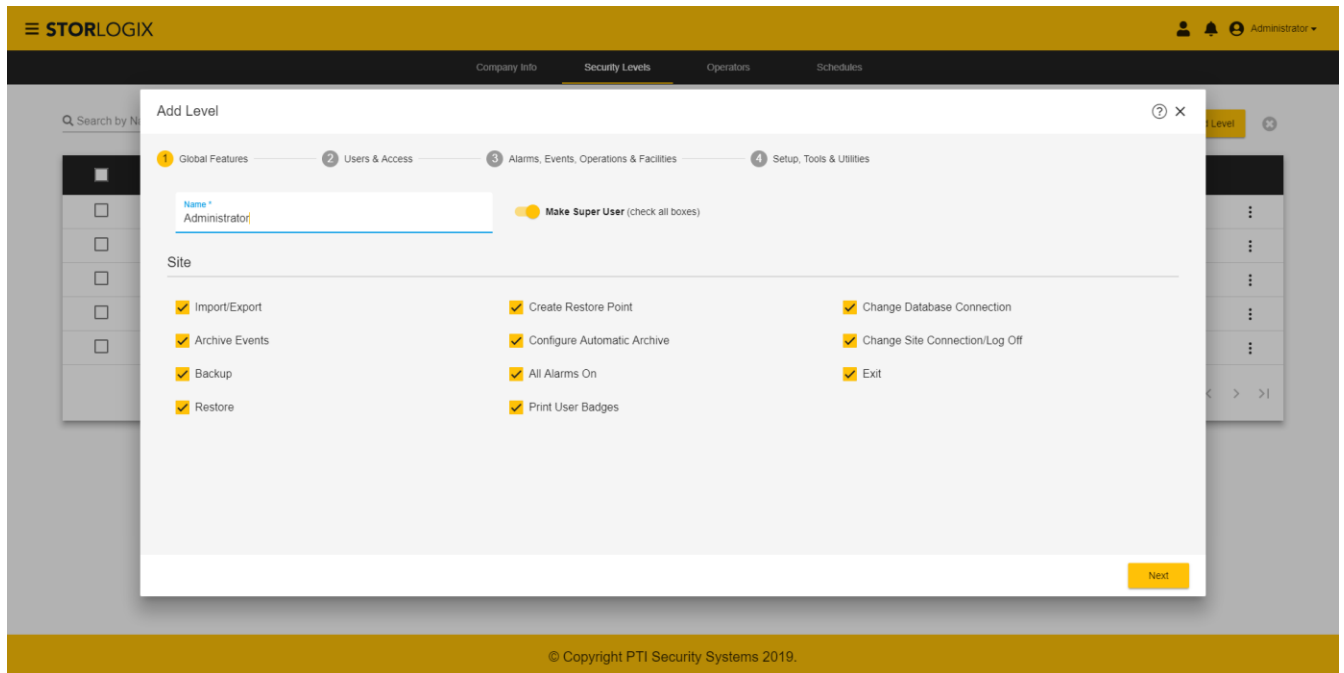 STORLOGIX
Administrator
Company Info Security Levels Operators Schedules
Search by
Add Level
Level
1 Global Features 2 Users & Access 3 Alarms, Events, Operations & Facilities 4 Setup, Tools & Utilities
Name *
Administrator
Make Super User (check all boxes)
Site
Import/Export Create Restore Point Change Database Connection
Archive Events Configure Automatic Archive Change Site Connection/Log Off
Backup All Alarms On Exit
Restore Print User Badges
Next
© Copyright PTI Security Systems 2019.